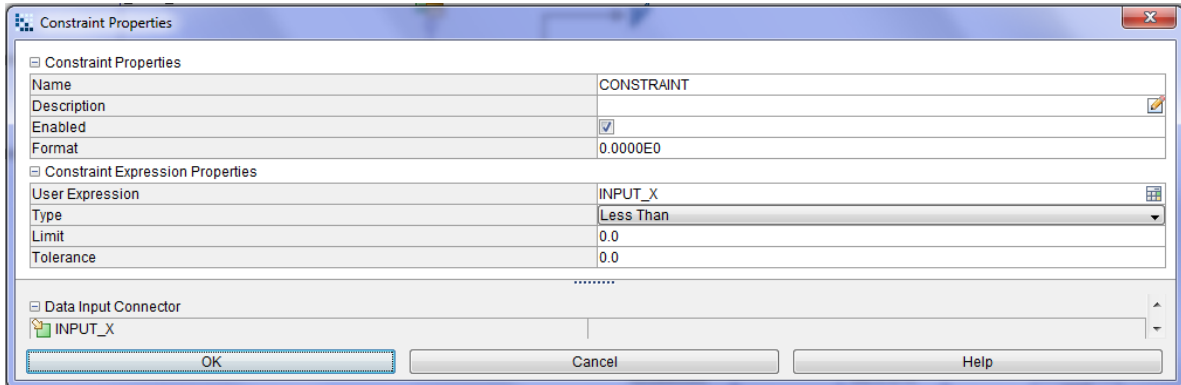 Constraint Properties
Constraint Properties
Name CONSTRAINT
Description
Enabled
Format 0.0000E0
Constraint Expression Properties
User Expression INPUT_X
Type Less Than
Limit 0.0
Tolerance 0.0
Data Input Connector
INPUT_X
OK Cancel Help